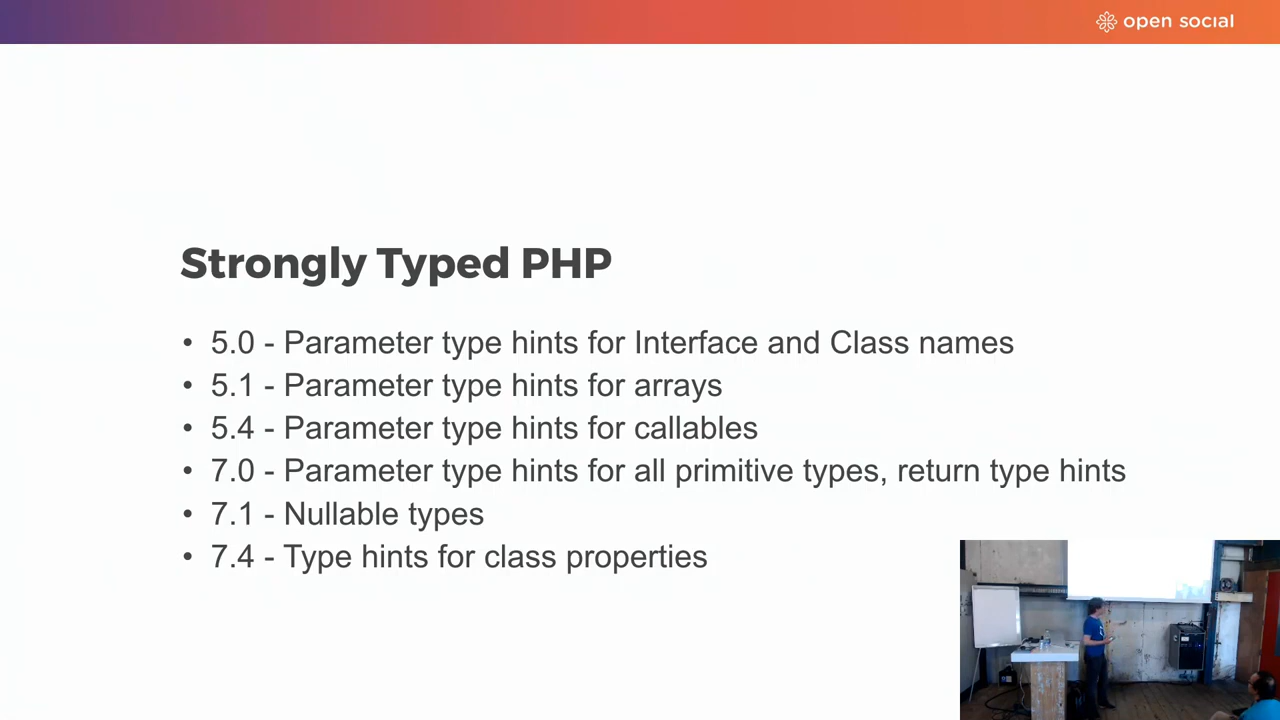 open social
Strongly Typed PHP
• 5.0 - Parameter type hints for Interface and Class names
• 5.1 - Parameter type hints for arrays
• 5.4 - Parameter type hints for callables
• 7.0 - Parameter type hints for all primitive types, return type hints
• 7.1 - Nullable types
• 7.4 - Type hints for class properties